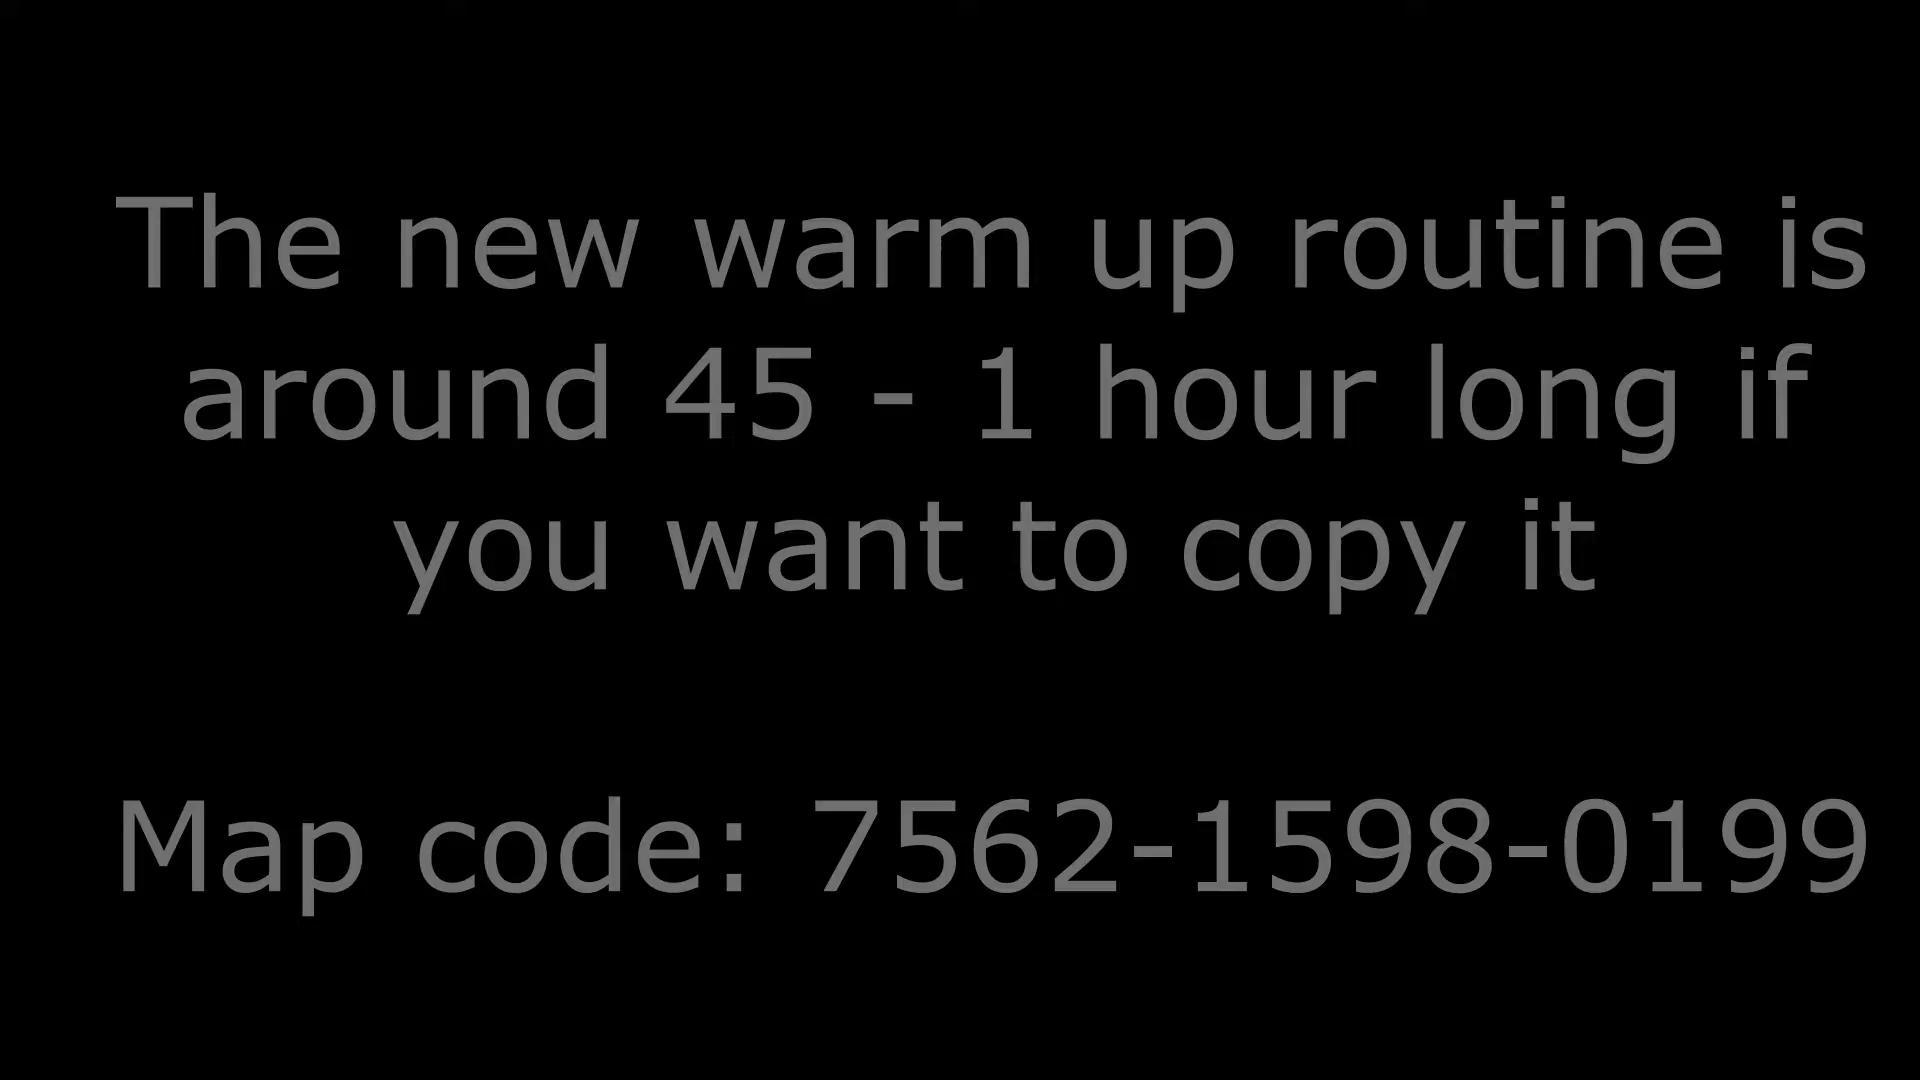 The new warm up routine is
around 45 - 1 hour long if
you want to copy it
Map code: 7562-1598-0199